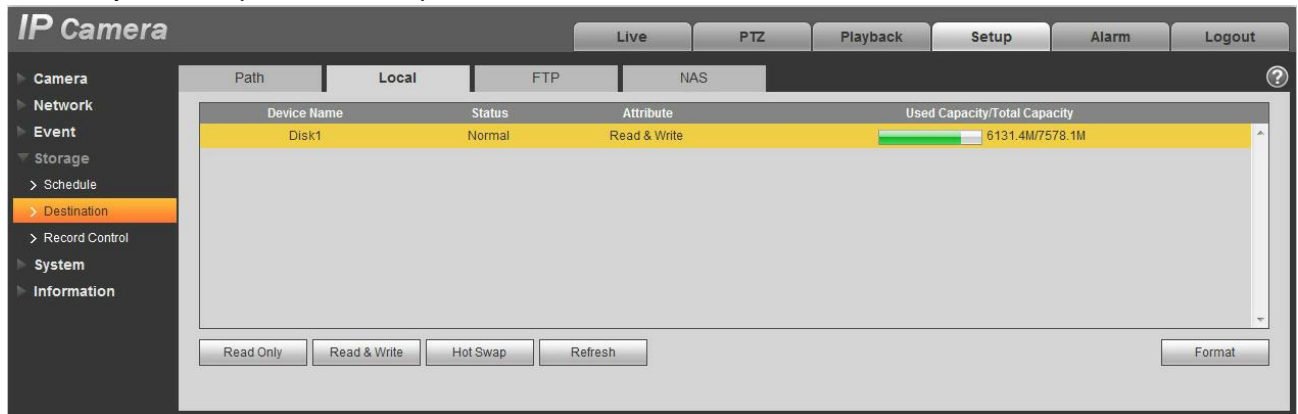 IP Camera
Live PTZ Playback Setup Alarm Logout
Camera
Network
Event
Storage
Schedule
Destination
Record Control
System
Information
Path Local FTP NAS ?
Device Name Status Attribute Used Capacity/Total Capacity
Disk1 Normal Read & Write 6131.4M/7578.1M
Read Only Read & Write Hot Swap Refresh Format